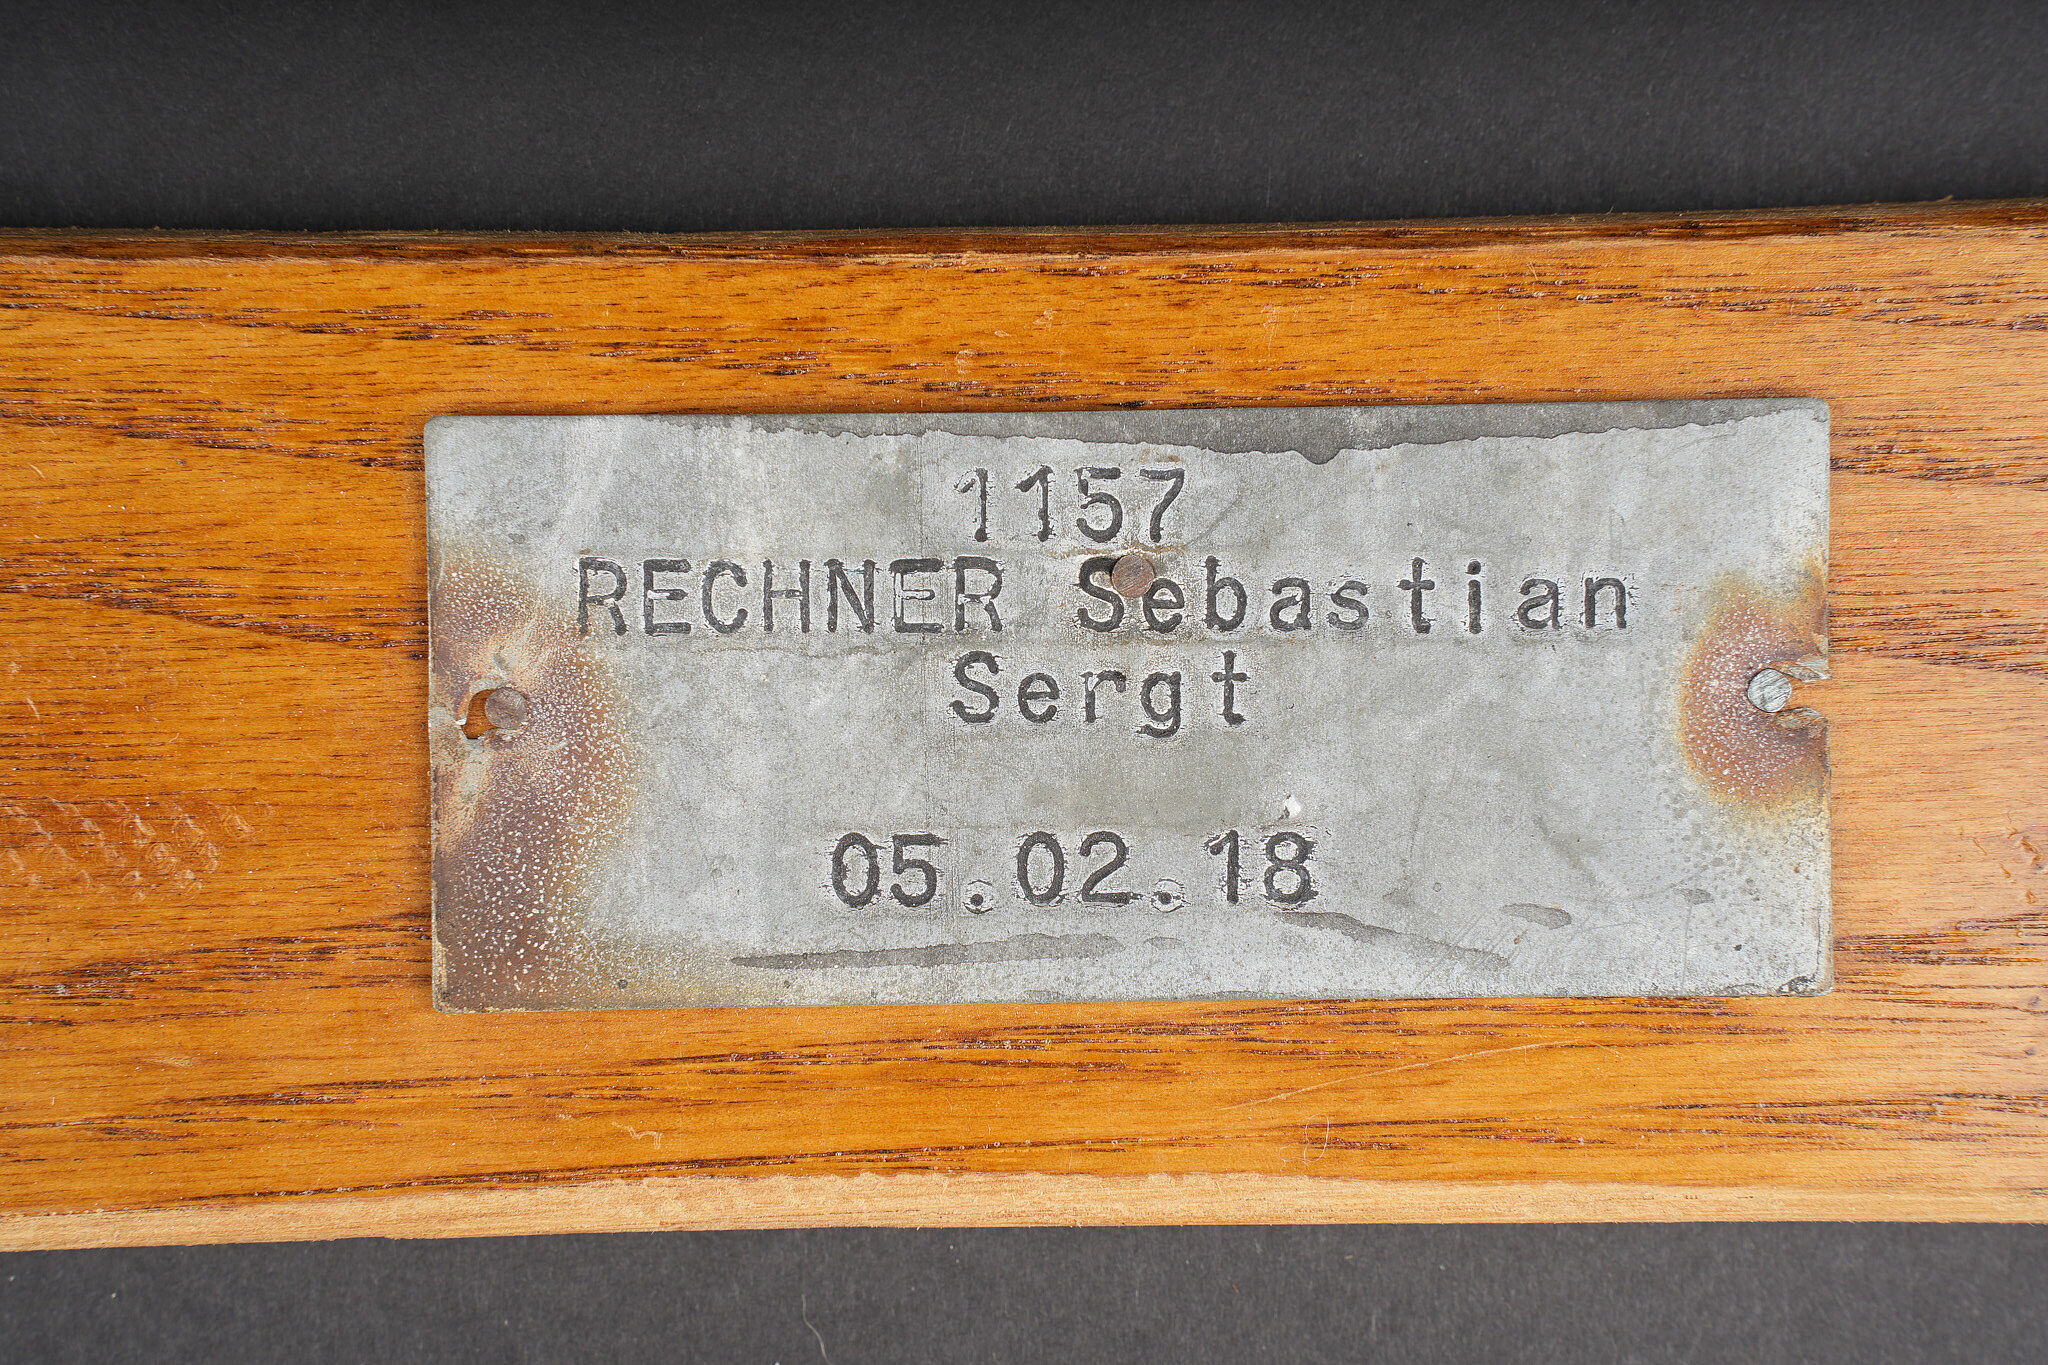 1157
RECHNER Sebastian
Sergt
05.02.18